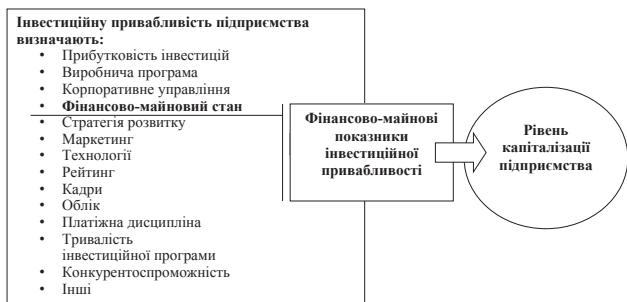 Інвестиційну привабливість підприємства
визначають:
• Прибутковість інвестицій
• Виробнича програма
• Корпоративне управління
• Фінансово-майновий стан
• Стратегія розвитку
• Маркетинг
• Технології
• Рейтинг
• Кадри
• Облік
• Платіжна дисципліна
• Тривалість
інвестиційної програми
• Конкурентоспроможність
• Інші
Фінансово-майнові
показники
інвестиційної
привабливості
Рівень
капіталізації
підприємства